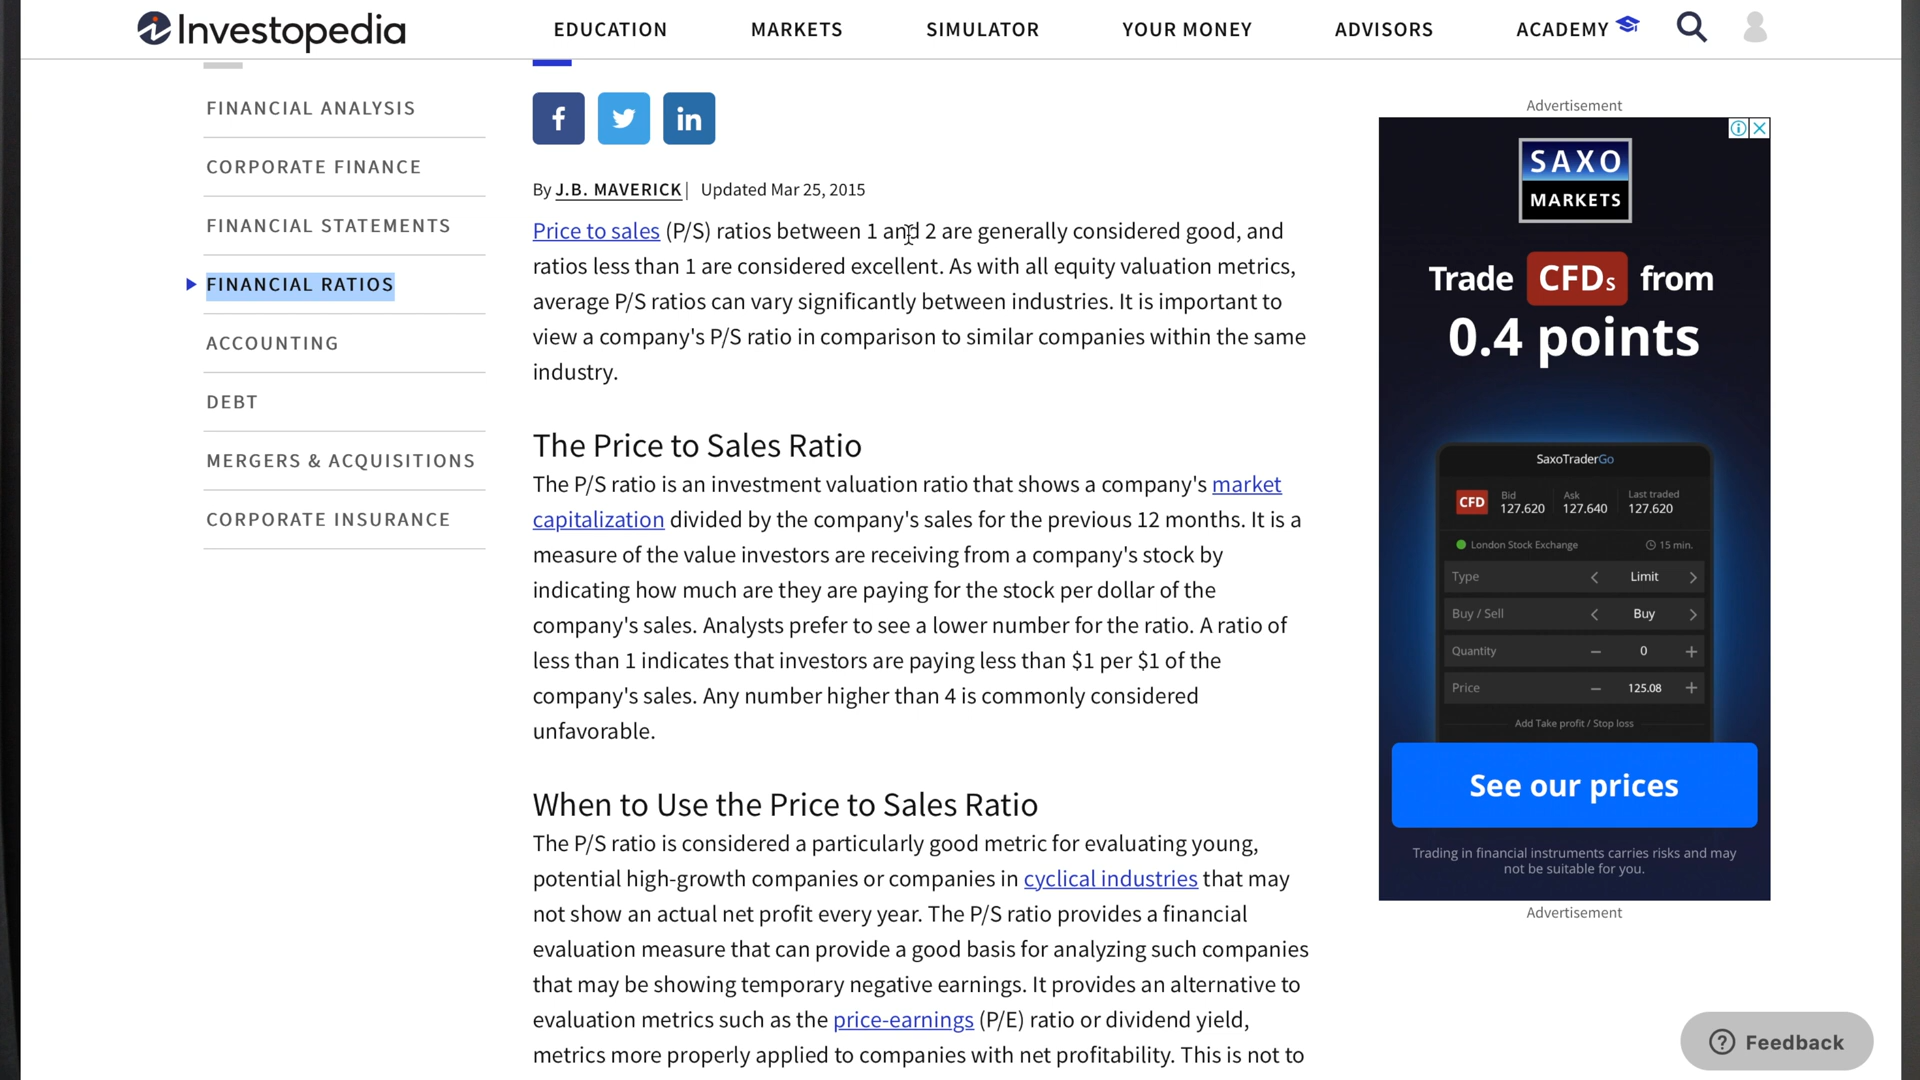 Investopedia
EDUCATION
MARKETS
SIMULATOR
YOUR MONEY
ADVISORS
ACADEMY
FINANCIAL ANALYSIS
CORPORATE FINANCE
FINANCIAL STATEMENTS
FINANCIAL RATIOS
ACCOUNTING
DEBT
MERGERS & ACQUISITIONS
CORPORATE INSURANCE
By J.B. MAVERICK | Updated Mar 25, 2015
Price to sales (P/S) ratios between 1 and 2 are generally considered good, and
ratios less than 1 are considered excellent. As with all equity valuation metrics,
average P/S ratios can vary significantly between industries. It is important to
view a company's P/S ratio in comparison to similar companies within the same
industry.
The Price to Sales Ratio
The P/S ratio is an investment valuation ratio that shows a company's market
capitalization divided by the company's sales for the previous 12 months. It is a
measure of the value investors are receiving from a company's stock by
indicating how much are they are paying for the stock per dollar of the
company's sales. Analysts prefer to see a lower number for the ratio. A ratio of
less than 1 indicates that investors are paying less than $1 per $1 of the
company's sales. Any number higher than 4 is commonly considered
unfavorable.
When to Use the Price to Sales Ratio
The P/S ratio is considered a particularly good metric for evaluating young,
potential high-growth companies or companies in cyclical industries that may
not show an actual net profit every year. The P/S ratio provides a financial
evaluation measure that can provide a good basis for analyzing such companies
that may be showing temporary negative earnings. It provides an alternative to
evaluation metrics such as the price-earnings (P/E) ratio or dividend yield,
metrics more properly applied to companies with net profitability. This is not to
Advertisement
SAXO
MARKETS
Trade CFDs from
0.4 points
SaxoTraderGo
CFD
Bid
127.620
Ask
127.640
Last traded
127.620
London Stock Exchange
15 min.
Type
Limit
Buy / Sell
Buy
Quantity
0
Price
125.08
Add Take profit / Stop loss
See our prices
Trading in financial instruments carries risks and may
not be suitable for you.
Advertisement
Feedback